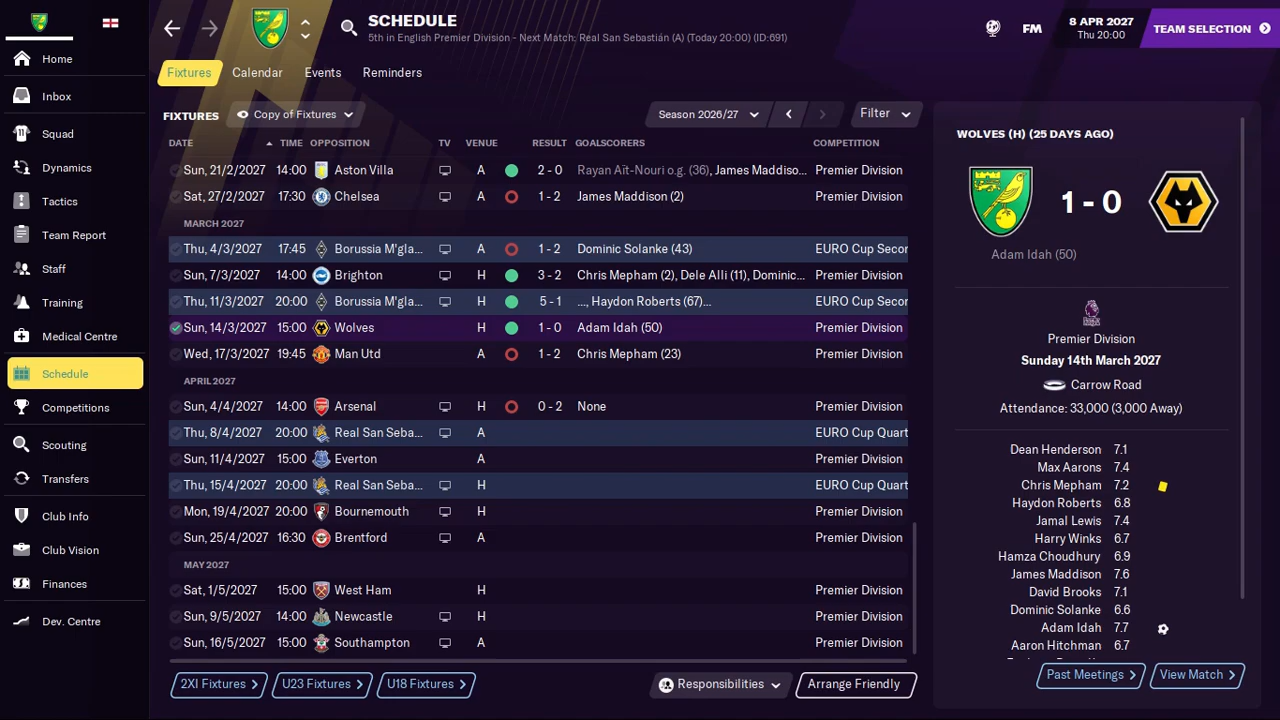 SCHEDULE
5th in English Premier Division - Next Match: Real San Sebastián (A) (Today 20:00) (ID:691)
FM
8 APR 2027
Thu 20:00
TEAM SELECTION
Home
Inbox
Squad
Dynamics
Tactics
Team Report
Staff
Training
Medical Centre
Schedule
Competitions
Scouting
Transfers
Club Info
Club Vision
Finances
Dev. Centre
Fixtures Calendar Events Reminders
FIXTURES Copy of Fixtures Season 2026/27 Filter
DATE TIME OPPOSITION TV VENUE RESULT GOALSCORERS COMPETITION
Sun, 21/2/2027 14:00 Aston Villa A 2 - 0 Rayan Aït-Nouri o.g. (36), James Maddiso... Premier Division
Sat, 27/2/2027 17:30 Chelsea A 1 - 2 James Maddison (2) Premier Division
MARCH 2027
Thu, 4/3/2027 17:45 Borussia M'gla... A 1 - 2 Dominic Solanke (43) EURO Cup Secor
Sun, 7/3/2027 14:00 Brighton H 3 - 2 Chris Mepham (2), Dele Alli (11), Dominic... Premier Division
Thu, 11/3/2027 20:00 Borussia M'gla... H 5 - 1 ..., Haydon Roberts (67)... EURO Cup Secor
Sun, 14/3/2027 15:00 Wolves H 1 - 0 Adam Idah (50) Premier Division
Wed, 17/3/2027 19:45 Man Utd A 1 - 2 Chris Mepham (23) Premier Division
APRIL 2027
Sun, 4/4/2027 14:00 Arsenal H 0 - 2 None Premier Division
Thu, 8/4/2027 20:00 Real San Seba... A EURO Cup Quart
Sun, 11/4/2027 15:00 Everton A Premier Division
Thu, 15/4/2027 20:00 Real San Seba... H EURO Cup Quart
Mon, 19/4/2027 20:00 Bournemouth H Premier Division
Sun, 25/4/2027 16:30 Brentford A Premier Division
MAY 2027
Sat, 1/5/2027 15:00 West Ham H Premier Division
Sun, 9/5/2027 14:00 Newcastle H Premier Division
Sun, 16/5/2027 15:00 Southampton A Premier Division
2XI Fixtures U23 Fixtures U18 Fixtures Responsibilities Arrange Friendly
WOLVES (H) (25 DAYS AGO)
1 - 0
Adam Idah (50)
Premier Division
Sunday 14th March 2027
Carrow Road
Attendance: 33,000 (3,000 Away)
Dean Henderson 7.1
Max Aarons 7.4
Chris Mepham 7.2
Haydon Roberts 6.8
Jamal Lewis 7.4
Harry Winks 6.7
Hamza Choudhury 6.9
James Maddison 7.6
David Brooks 7.1
Dominic Solanke 6.6
Adam Idah 7.7
Aaron Hitchman 6.7
Past Meetings View Match